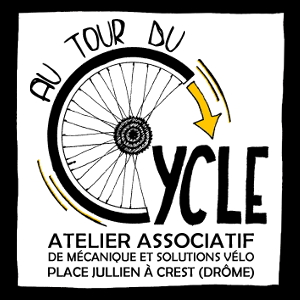 AU TOUR DU
CYCLE
ATELIER ASSOCIATIF
DE MÉCANIQUE ET SOLUTIONS VÉLO
PLACE JULLIEN À CREST (DRÔME)